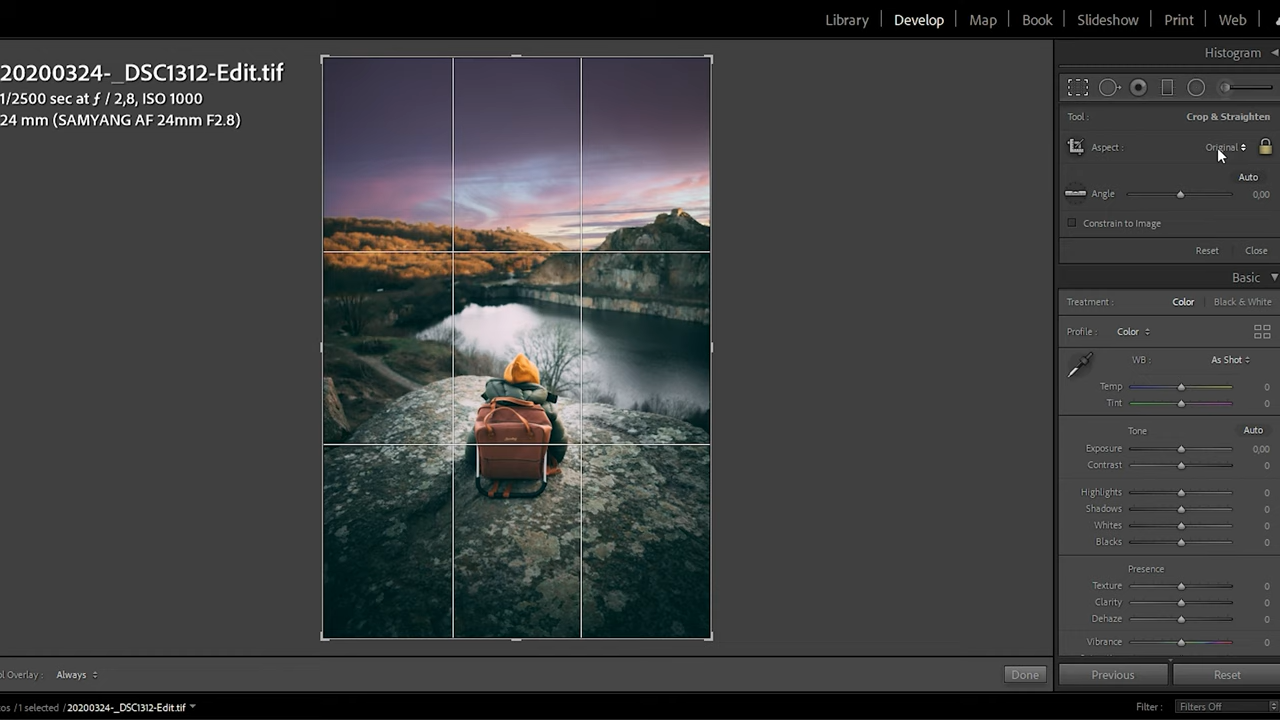 Library | Develop | Map | Book | Slideshow | Print | Web
20200324-_DSC1312-Edit.tif
1/2500 sec at ƒ / 2,8, ISO 1000
24 mm (SAMYANG AF 24mm F2.8)
Histogram
Tool : Crop & Straighten
Aspect : Original
Auto
Angle 0,00
Constrain to Image
Reset Close
Basic
Treatment : Color Black & White
Profile : Color
WB : As Shot
Temp 0
Tint 0
Tone Auto
Exposure 0,00
Contrast 0
Highlights 0
Shadows 0
Whites 0
Blacks 0
Presence
Texture 0
Clarity 0
Dehaze 0
Vibrance 0
ol Overlay : Always Done Previous Reset
tos / 1 selected / 20200324-_DSC1312-Edit.tif Filter : Filters Off